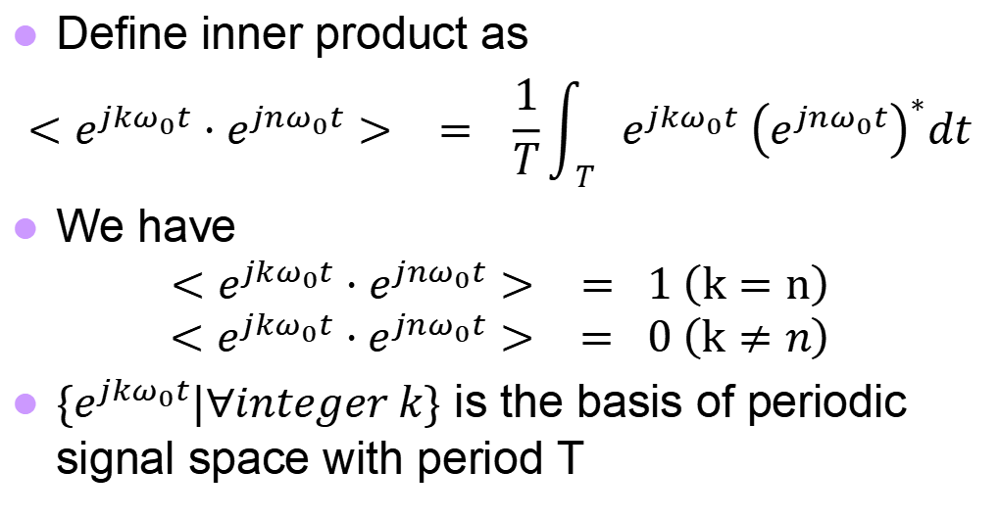 ● Define inner product as
$< e^{jk\omega_0 t} \cdot e^{jn\omega_0 t} > \; = \; \frac{1}{T} \int_T e^{jk\omega_0 t} \left(e^{jn\omega_0 t}\right)^* dt$
● We have
$< e^{jk\omega_0 t} \cdot e^{jn\omega_0 t} > \; = \; 1 \; (\mathrm{k} = \mathrm{n})$
$< e^{jk\omega_0 t} \cdot e^{jn\omega_0 t} > \; = \; 0 \; (\mathrm{k} \neq n)$
● $\{e^{jk\omega_0 t} | \forall integer \; k\}$ is the basis of periodic
signal space with period T